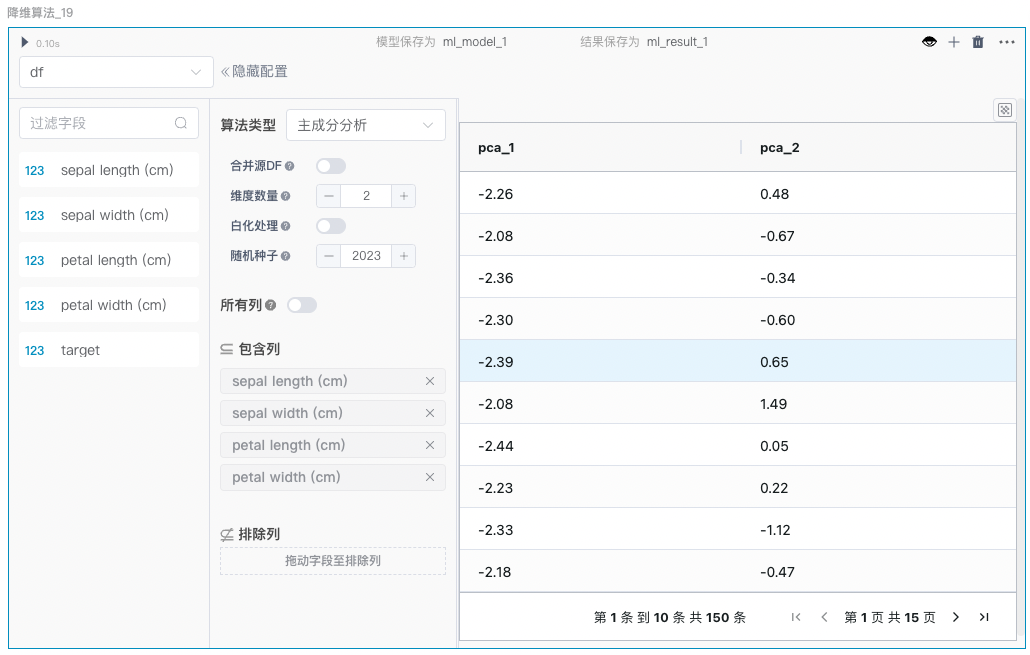 降维算法_19
0.10s
模型保存为 ml_model_1
结果保存为 ml_result_1
df
«隐藏配置
过滤字段
123 sepal length (cm)
123 sepal width (cm)
123 petal length (cm)
123 petal width (cm)
123 target
算法类型 主成分分析
合并源DF
维度数量 2
白化处理
随机种子 2023
所有列
包含列
sepal length (cm)
sepal width (cm)
petal length (cm)
petal width (cm)
排除列
拖动字段至排除列
pca_1 pca_2
-2.26 0.48
-2.08 -0.67
-2.36 -0.34
-2.30 -0.60
-2.39 0.65
-2.08 1.49
-2.44 0.05
-2.23 0.22
-2.33 -1.12
-2.18 -0.47
第 1 条 到 10 条 共 150 条 第 1 页 共 15 页